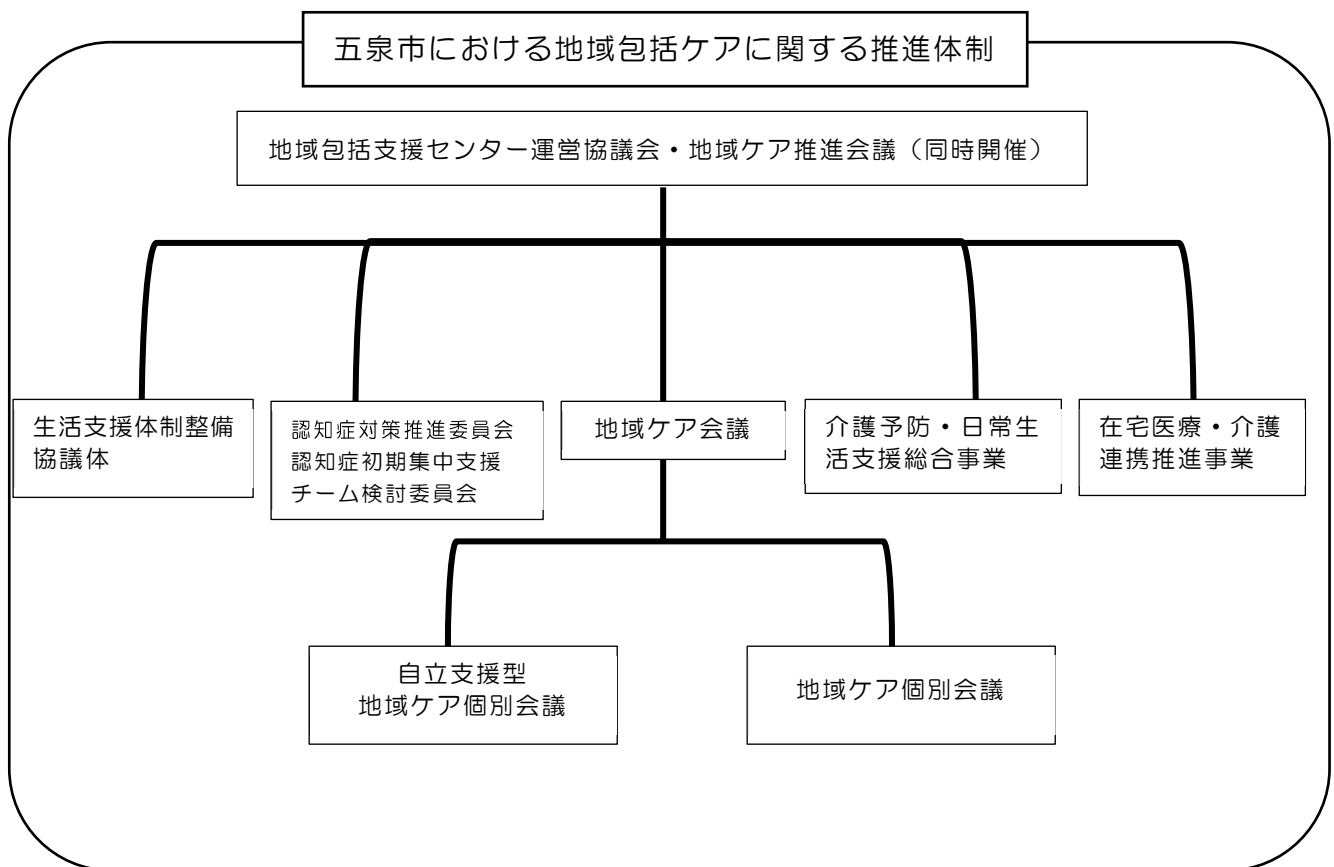 五泉市における地域包括ケアに関する推進体制
地域包括支援センター運営協議会・地域ケア推進会議（同時開催）
生活支援体制整備
協議体
認知症対策推進委員会
認知症初期集中支援
チーム検討委員会
地域ケア会議
介護予防・日常生
活支援総合事業
在宅医療・介護
連携推進事業
自立支援型
地域ケア個別会議
地域ケア個別会議